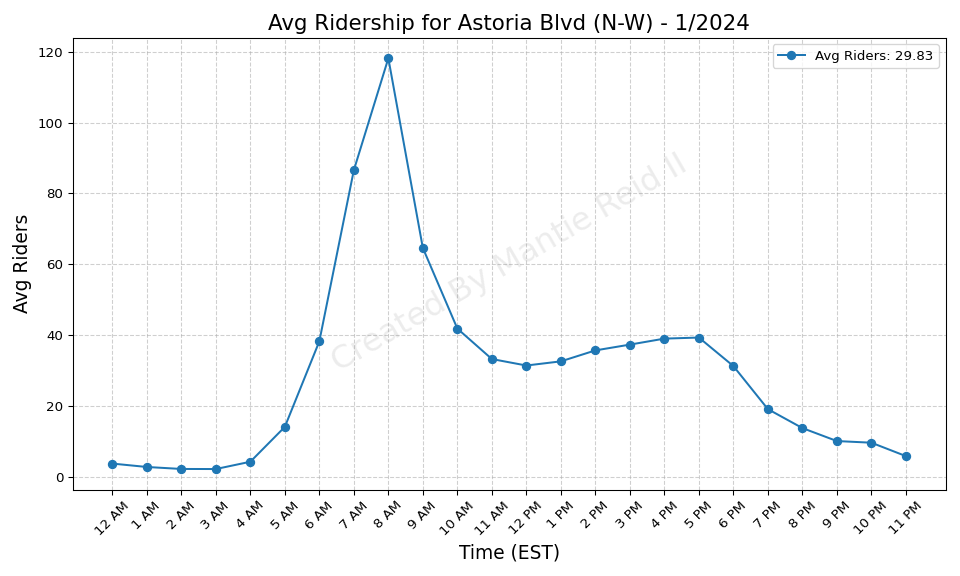 Avg Ridership for Astoria Blvd (N-W) - 1/2024
Avg Riders: 29.83
Avg Riders
120
100
80
60
40
20
0
Created By Mantie Reid II
12 AM
1 AM
2 AM
3 AM
4 AM
5 AM
6 AM
7 AM
8 AM
9 AM
10 AM
11 AM
12 PM
1 PM
2 PM
3 PM
4 PM
5 PM
6 PM
7 PM
8 PM
9 PM
10 PM
11 PM
Time (EST)